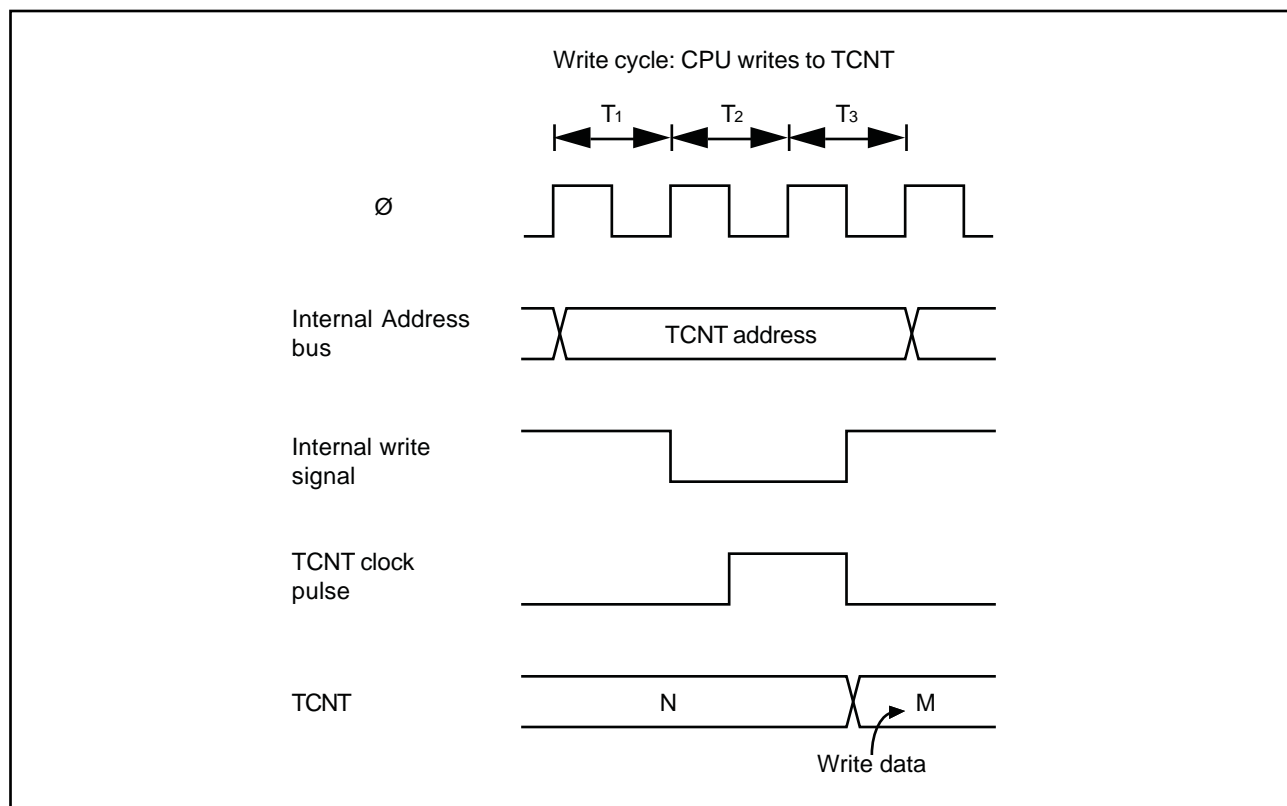 Write cycle: CPU writes to TCNT
T1 T2 T3
Ø
Internal Address
bus
TCNT address
Internal write
signal
TCNT clock
pulse
TCNT
N
M
Write data